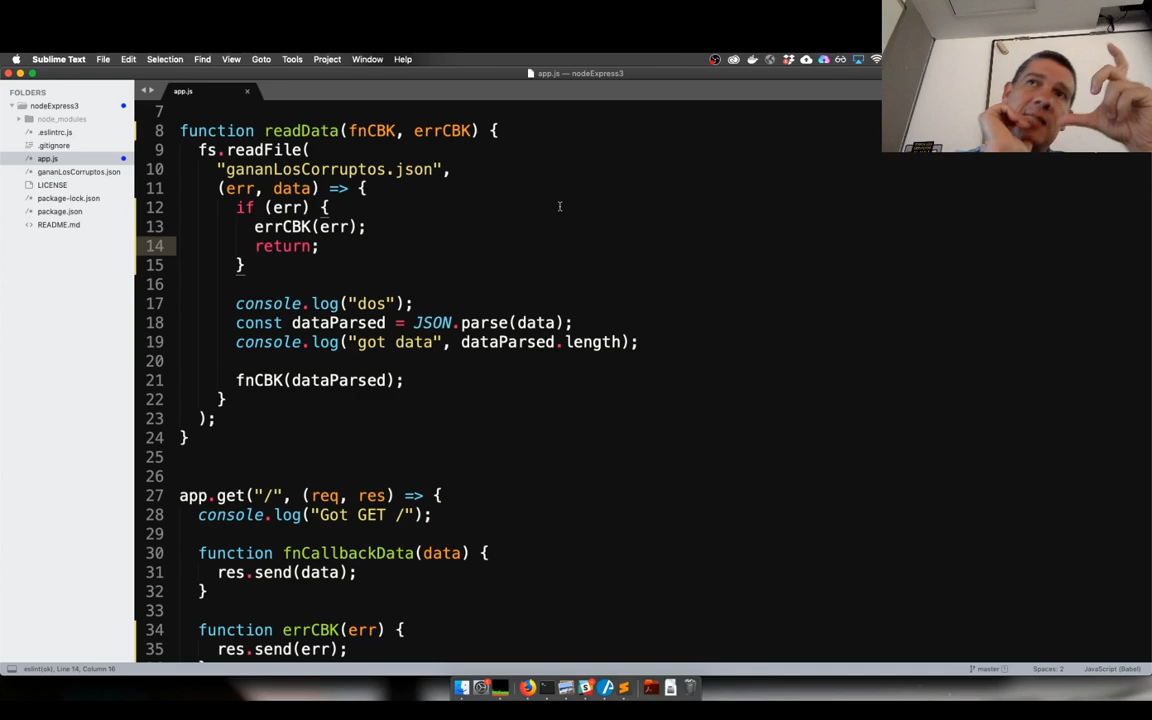 Sublime Text File Edit Selection Find View Goto Tools Project Window Help
app.js — nodeExpress3
FOLDERS
nodeExpress3
node_modules
.eslintrc.js
.gitignore
app.js
gananLosCorruptos.json
LICENSE
package-lock.json
package.json
README.md
app.js
7
8 function readData(fnCBK, errCBK) {
9 fs.readFile(
10 "gananLosCorruptos.json",
11 (err, data) => {
12 if (err) {
13 errCBK(err);
14 return;
15 }
16
17 console.log("dos");
18 const dataParsed = JSON.parse(data);
19 console.log("got data", dataParsed.length);
20
21 fnCBK(dataParsed);
22 }
23 );
24 }
25
26
27 app.get("/", (req, res) => {
28 console.log("Got GET /");
29
30 function fnCallbackData(data) {
31 res.send(data);
32 }
33
34 function errCBK(err) {
35 res.send(err);
eslint(ok), Line 14, Column 16 master Spaces: 2 JavaScript (Babel)